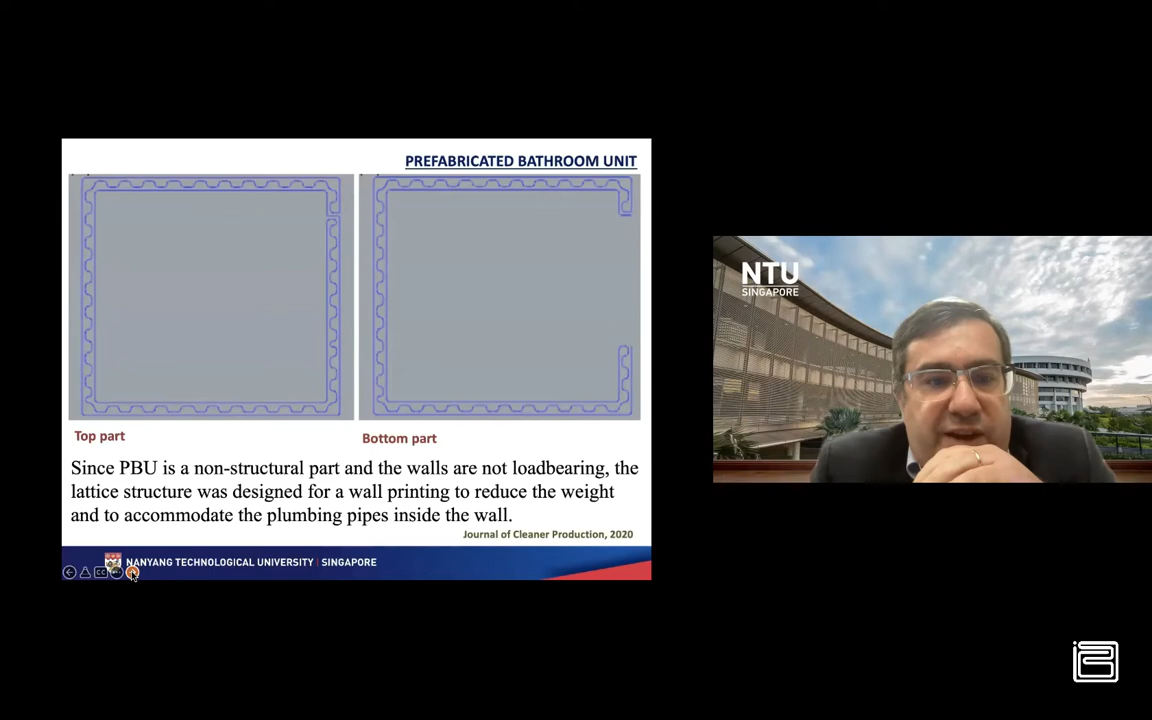 PREFABRICATED BATHROOM UNIT
Top part
Bottom part
Since PBU is a non-structural part and the walls are not loadbearing, the
lattice structure was designed for a wall printing to reduce the weight
and to accommodate the plumbing pipes inside the wall.
Journal of Cleaner Production, 2020
NANYANG TECHNOLOGICAL UNIVERSITY | SINGAPORE
CC
NTU
SINGAPORE